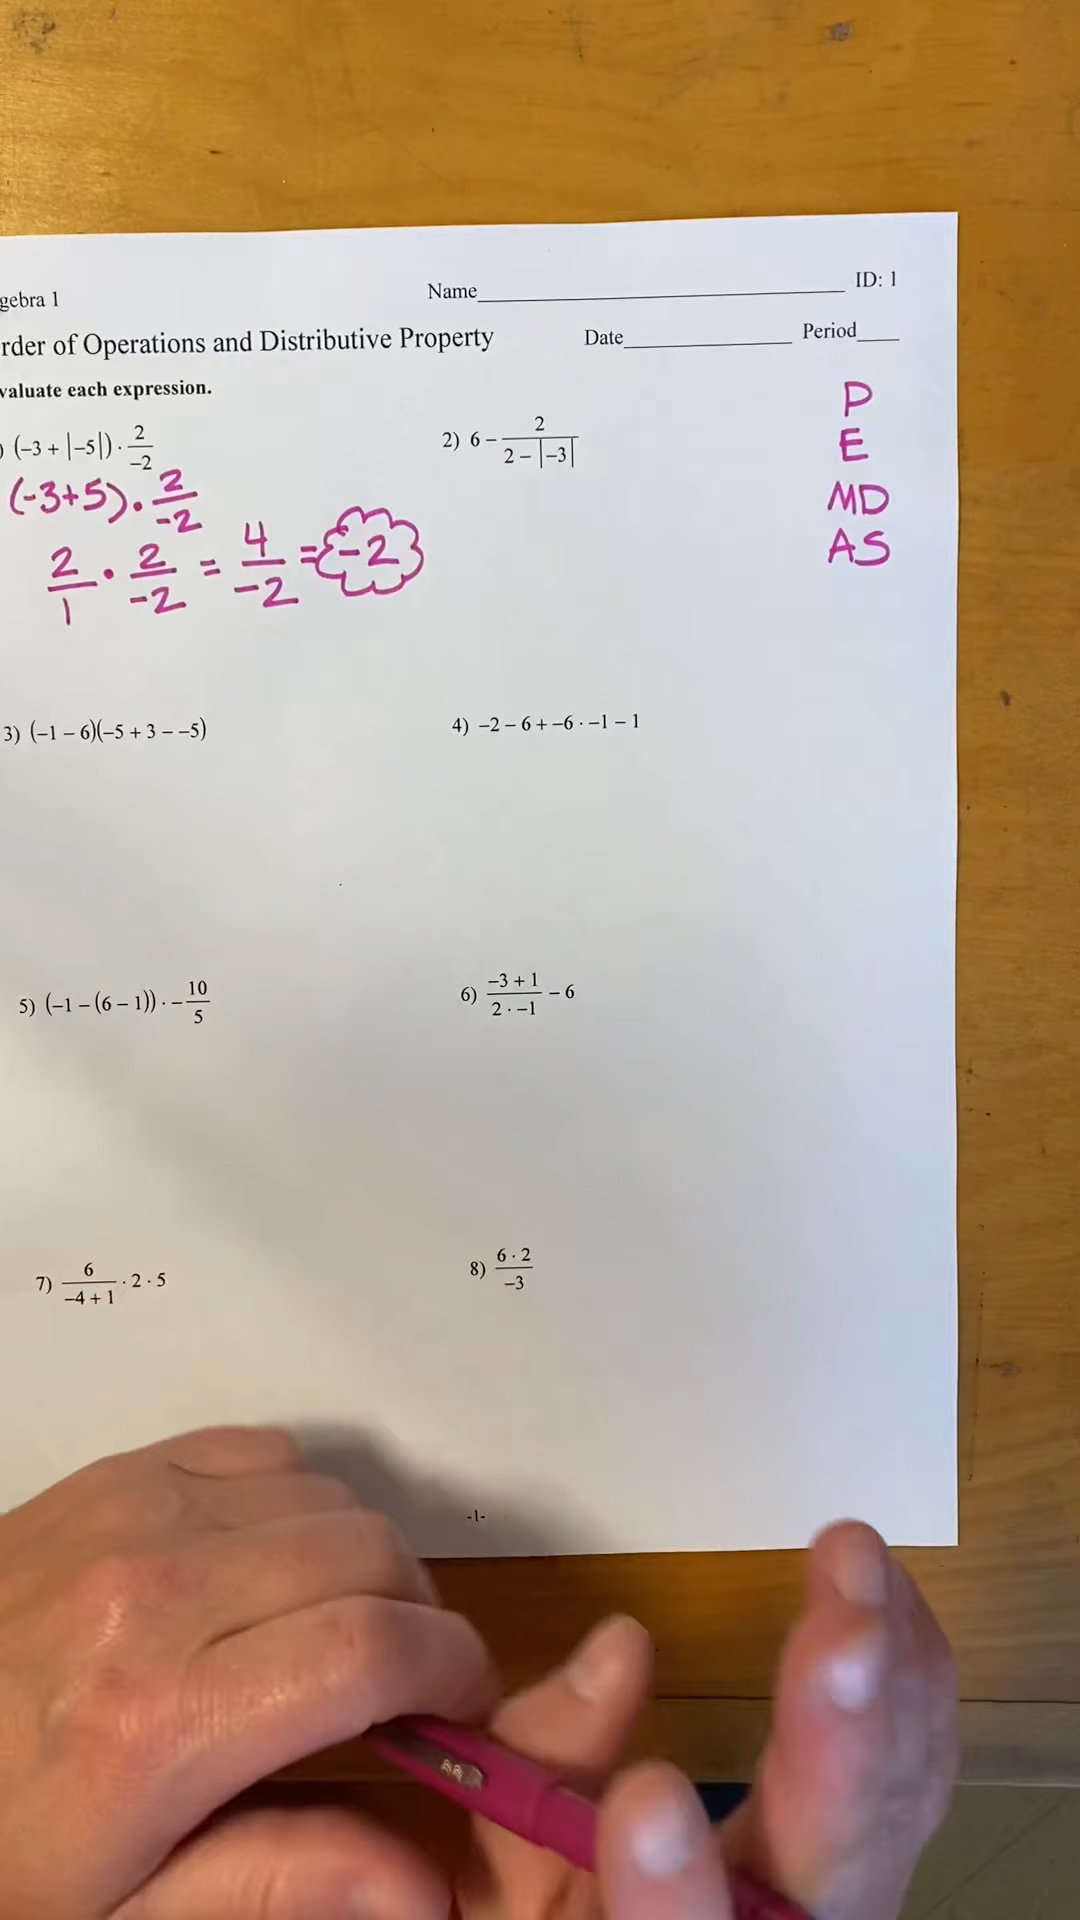 gebra 1
Name____________________ ID: 1
rder of Operations and Distributive Property
Date____________ Period____
valuate each expression.
) (−3 + |−5|) · 2/−2
(-3+5) · 2/-2
2/1 · 2/-2 = 4/-2 = -2
2) 6 − 2/(2 − |−3|)
P
E
MD
AS
3) (−1 − 6)(−5 + 3 − −5)
4) −2 − 6 + −6 · −1 − 1
5) (−1 − (6 − 1)) · −10/5
6) (−3 + 1)/(2 · −1) − 6
7) 6/(−4 + 1) · 2 · 5
8) (6 · 2)/−3
-1-